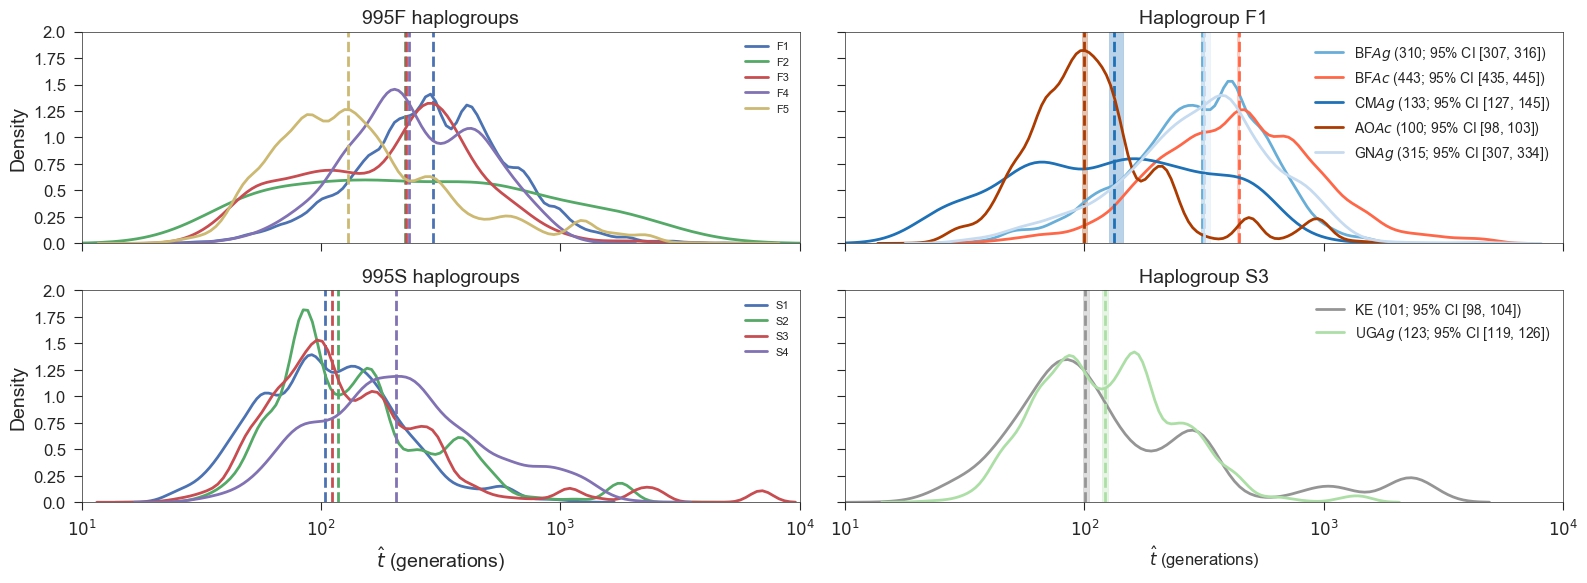 995F haplogroups
2.0
1.75
1.5
1.25
1.0
0.75
0.5
0.25
0.0
Density
F1
F2
F3
F4
F5
Haplogroup F1
BFAg (310; 95% CI [307, 316])
BFAc (443; 95% CI [435, 445])
CMAg (133; 95% CI [127, 145])
AOAc (100; 95% CI [98, 103])
GNAg (315; 95% CI [307, 334])
995S haplogroups
2.0
1.75
1.5
1.25
1.0
0.75
0.5
0.25
0.0
Density
S1
S2
S3
S4
10¹ 10² 10³ 10⁴
t̂ (generations)
Haplogroup S3
KE (101; 95% CI [98, 104])
UGAg (123; 95% CI [119, 126])
10¹ 10² 10³ 10⁴
t̂ (generations)